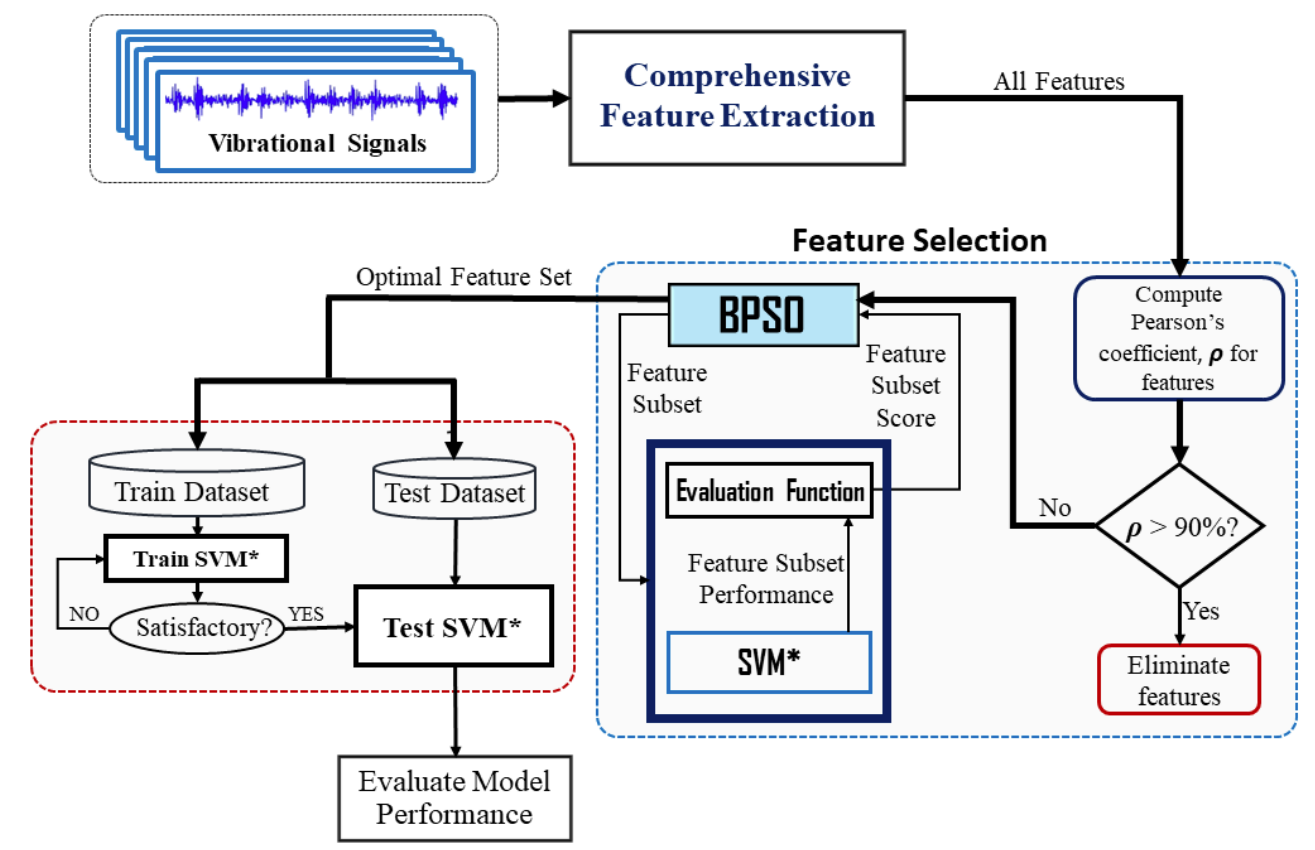 Vibrational Signals
Comprehensive
Feature Extraction
All Features
Feature Selection
Compute
Pearson's
coefficient, ρ for
features
ρ > 90%?
No
Yes
Eliminate
features
BPSO
Feature
Subset
Feature
Subset
Score
Evaluation Function
Feature Subset
Performance
SVM*
Optimal Feature Set
Train Dataset
Test Dataset
Train SVM*
NO
Satisfactory?
YES
Test SVM*
Evaluate Model
Performance